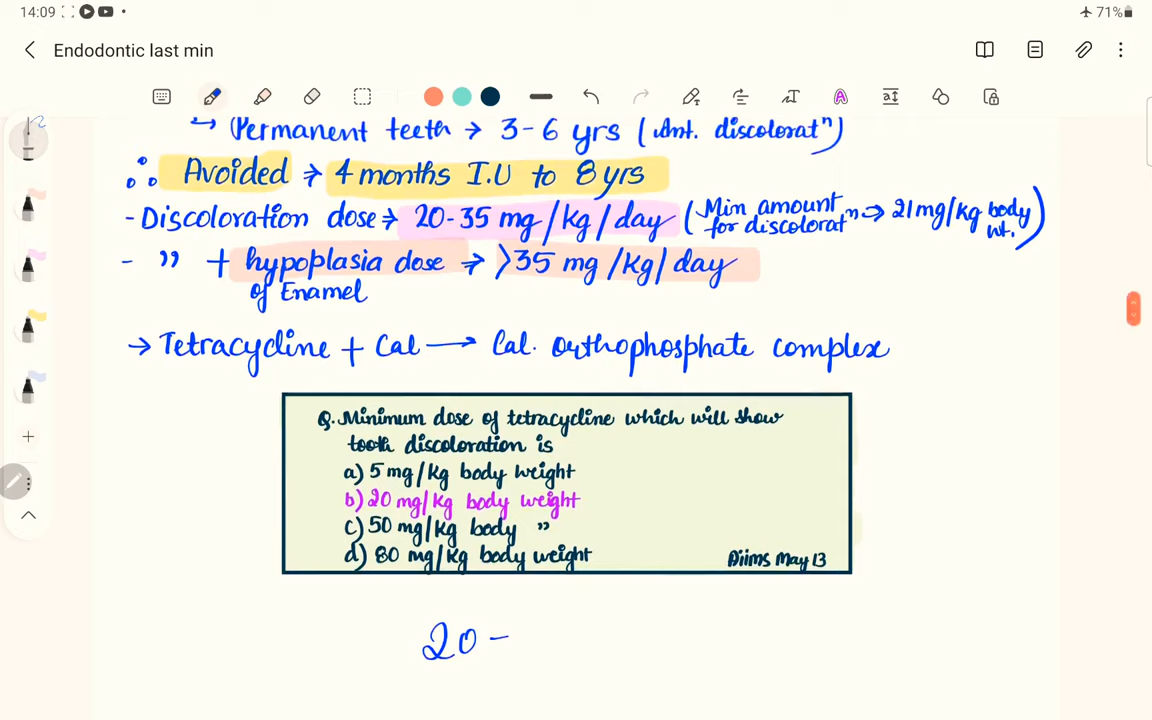 14:09
71%
Endodontic last min
↳ (Permanent teeth → 3-6 yrs (Ant. discoloratⁿ)
∴ Avoided → 4 months I.U to 8 yrs
- Discoloration dose → 20-35 mg/kg/day (Min amount for discoloratⁿ → 21 mg/kg body wt.)
- " + hypoplasia dose → >35 mg/kg/day
of Enamel
→ Tetracycline + Cal → Cal. Orthophosphate complex
Q. Minimum dose of tetracycline which will show
tooth discoloration is
a) 5 mg/kg body weight
b) 20 mg/kg body weight
c) 50 mg/kg body "
d) 80 mg/kg body weight
Aiims May 13
20 -